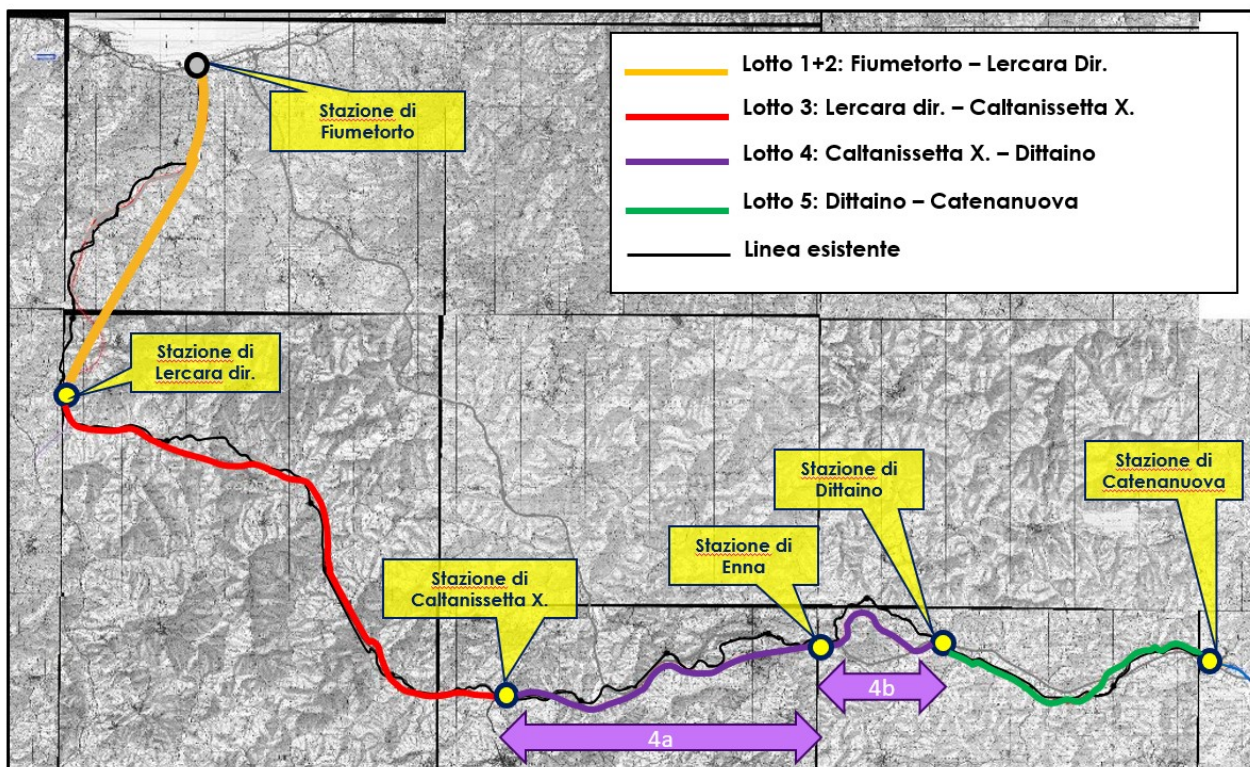 Lotto 1+2: Fiumetorto – Lercara Dir.
Lotto 3: Lercara dir. – Caltanissetta X.
Lotto 4: Caltanissetta X. – Dittaino
Lotto 5: Dittaino – Catenanuova
Linea esistente
Stazione di
Fiumetorto
Stazione di
Lercara dir.
Stazione di
Caltanissetta X.
Stazione di
Enna
Stazione di
Dittaino
Stazione di
Catenanuova
4a
4b